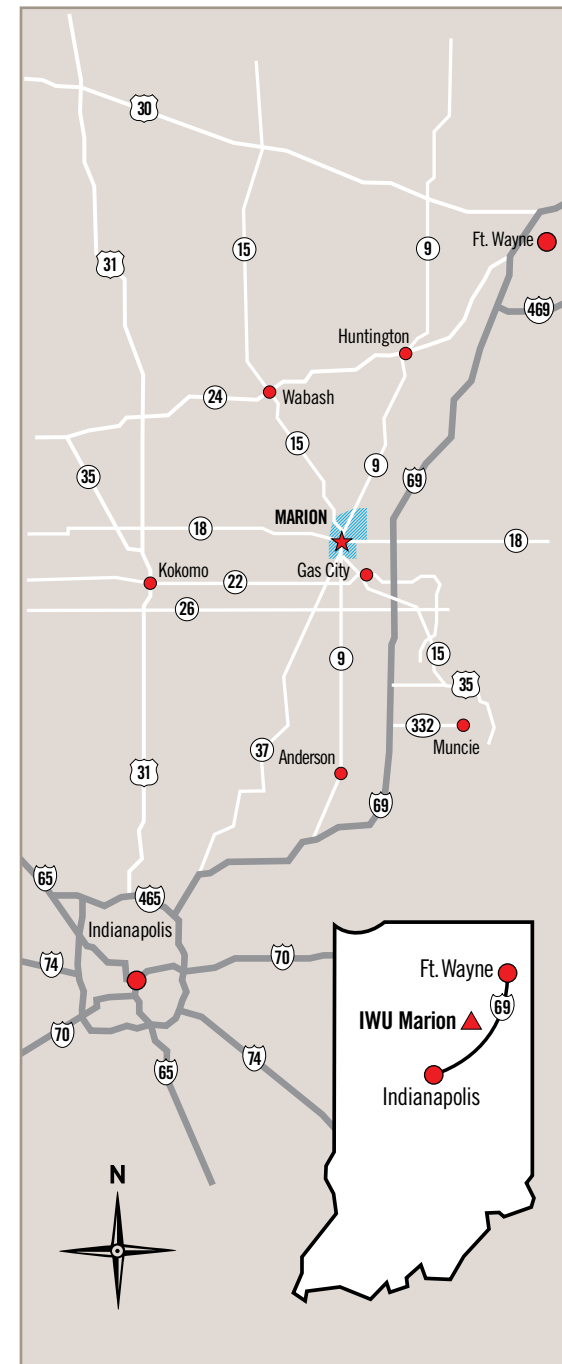 30
Ft. Wayne
15
9
31
469
Huntington
24
Wabash
15
9
35
69
MARION
18
18
Kokomo
22
Gas City
26
9
15
35
332
Muncie
37
Anderson
31
69
65
465
Indianapolis
74
70
70
74
65
Ft. Wayne
69
IWU Marion
Indianapolis
N